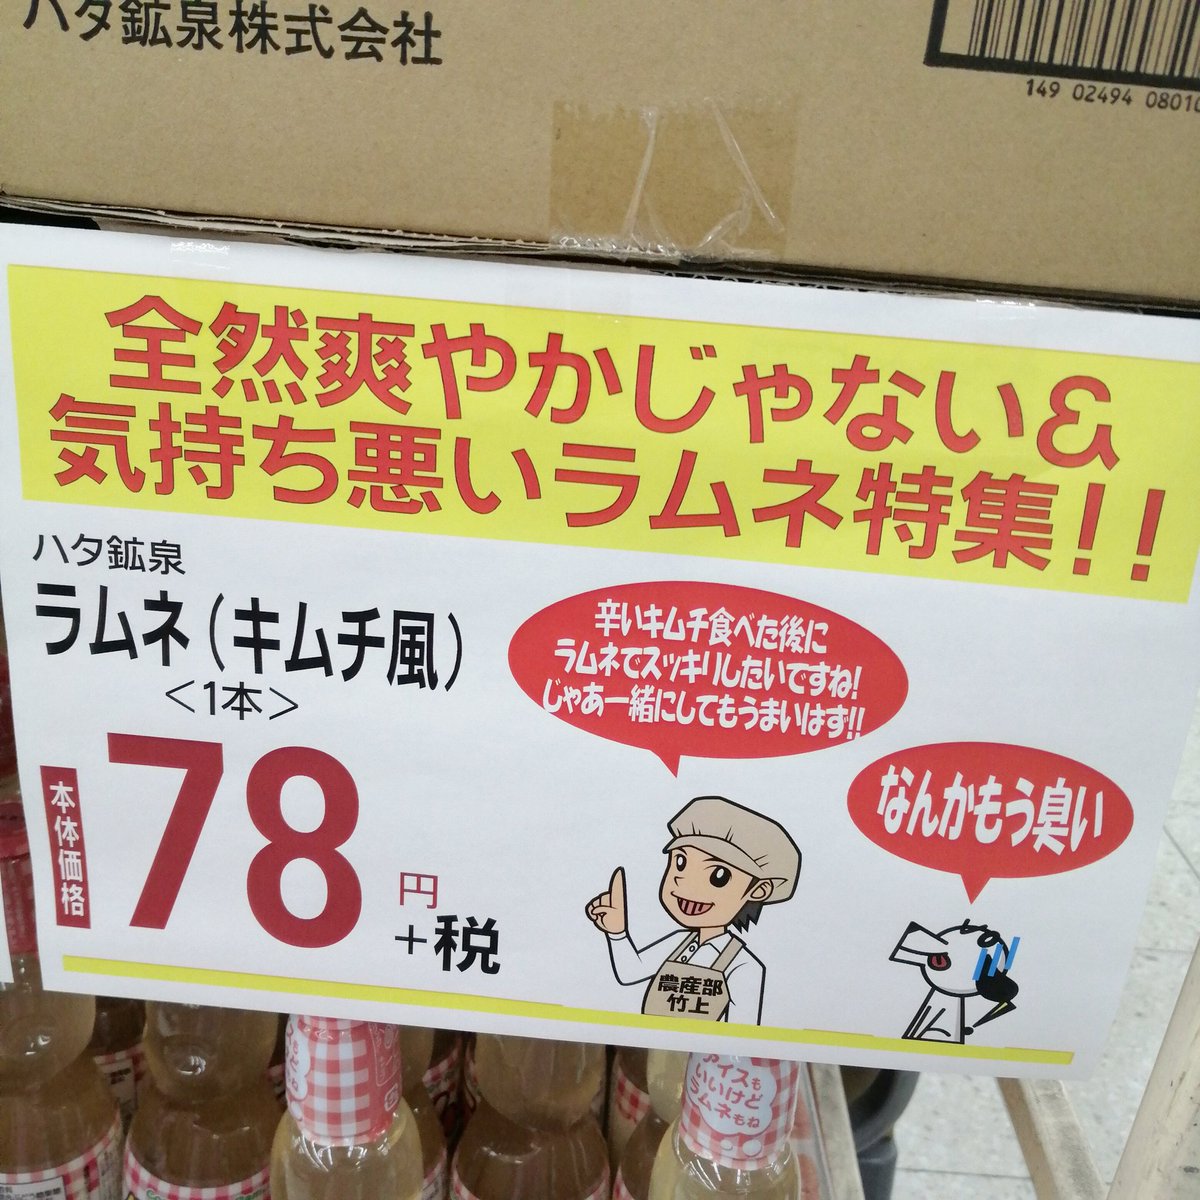 ハタ鉱泉株式会社
149 02494 08010
全然爽やかじゃない&
気持ち悪いラムネ特集!!
ハタ鉱泉
ラムネ(キムチ風)
<1本>
本体価格
78
円
+税
辛いキムチ食べた後に
ラムネでスッキリしたいですね!
じゃあ一緒にしてもうまいはず!!
なんかもう臭い
農産部
竹上
アイスも
いいけど
ラムネもね